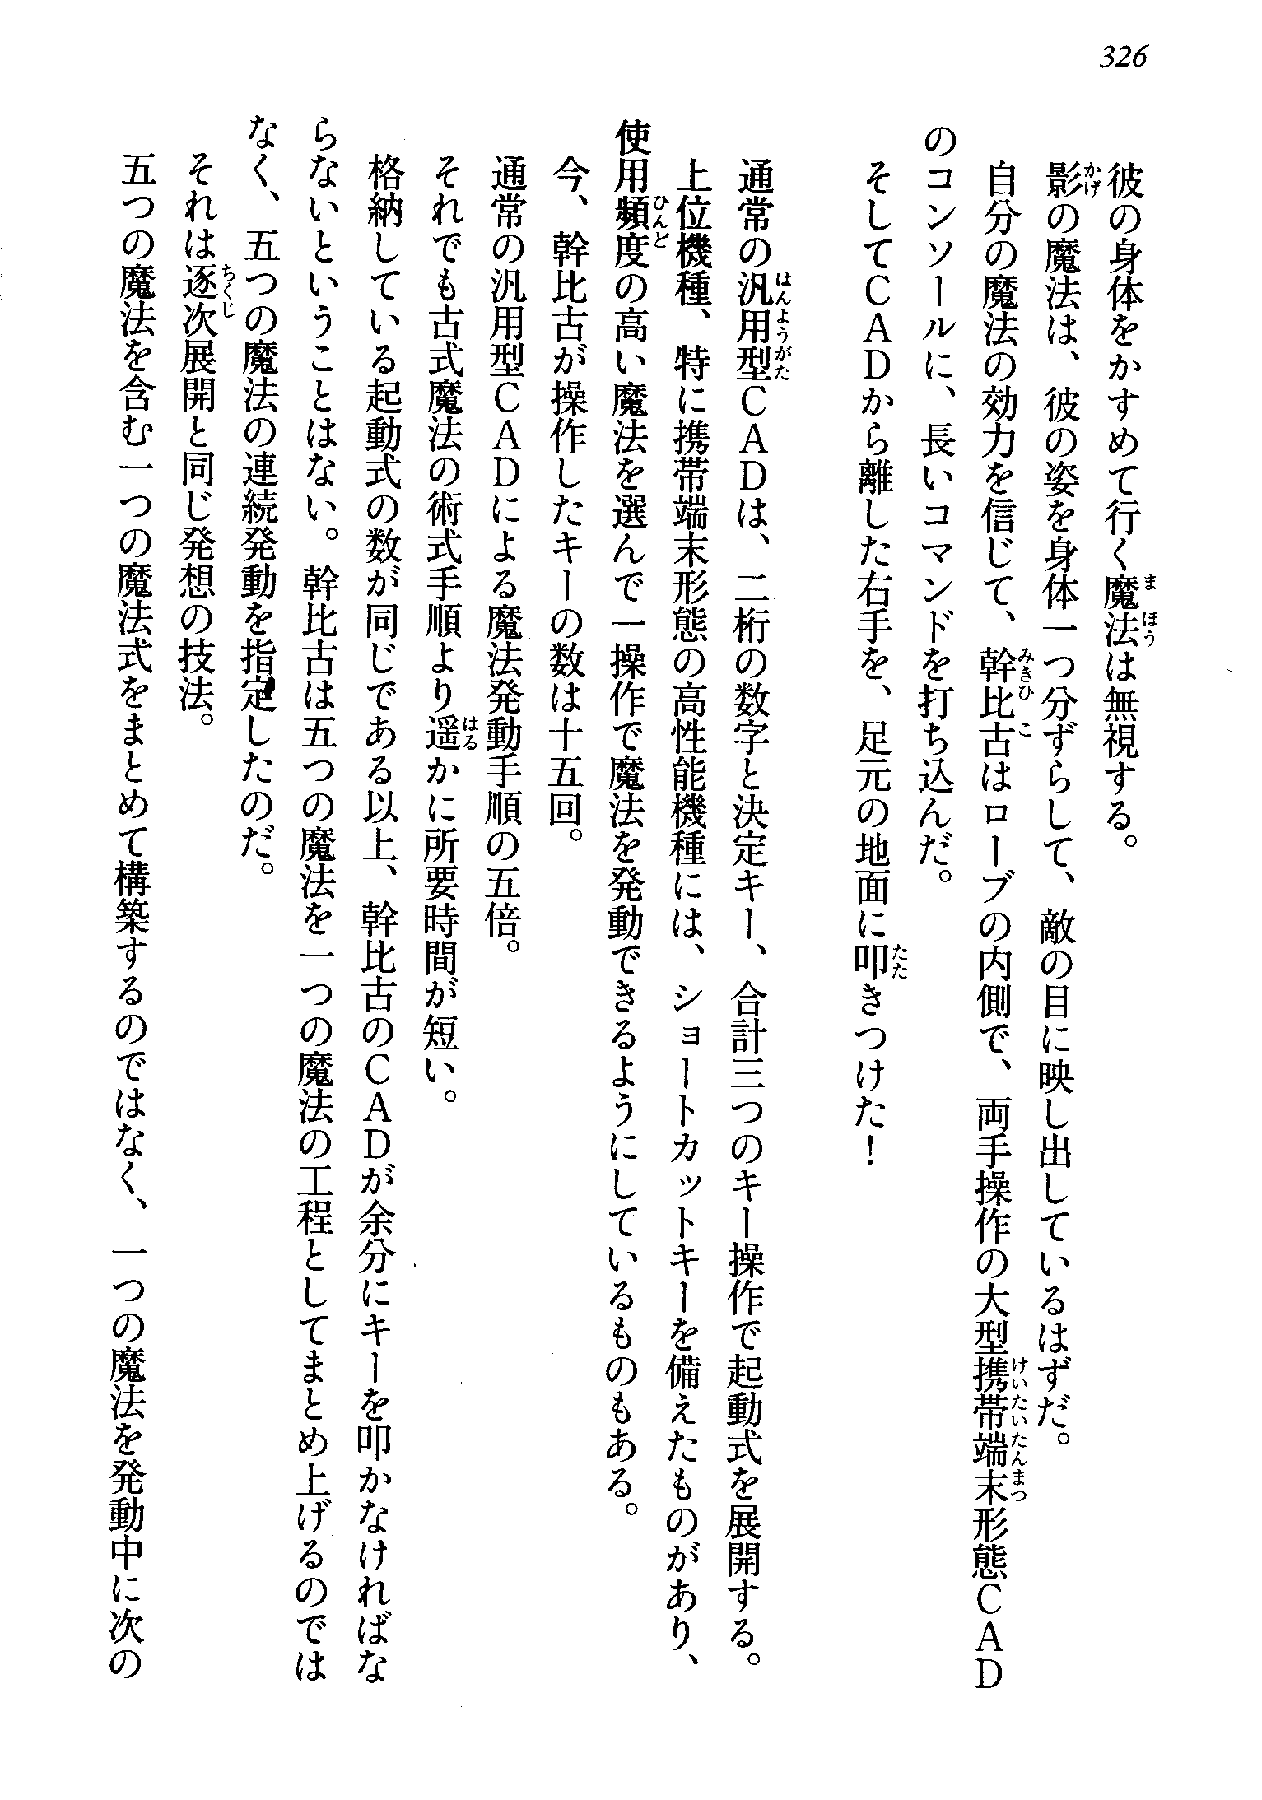 326
彼の身体をかすめて行く魔法は無視する。
影の魔法は、彼の姿を身体一つ分ずらして、敵の目に映し出しているはずだ。
自分の魔法の効力を信じて、幹比古はローブの内側で、両手操作の大型携帯端末形態CAD
のコンソールに、長いコマンドを打ち込んだ。
そしてCADから離した右手を、足元の地面に叩きつけた！
通常の汎用型CADは、二桁の数字と決定キー、合計三つのキー操作で起動式を展開する。
上位機種、特に携帯端末形態の高性能機種には、ショートカットキーを備えたものがあり、
使用頻度の高い魔法を選んで一操作で魔法を発動できるようにしているものもある。
今、幹比古が操作したキーの数は十五回。
通常の汎用型CADによる魔法発動手順の五倍。
それでも古式魔法の術式手順より遥かに所要時間が短い。
格納している起動式の数が同じである以上、幹比古のCADが余分にキーを叩かなければな
らないということはない。幹比古は五つの魔法を一つの魔法の工程としてまとめ上げるのでは
なく、五つの魔法の連続発動を指定したのだ。
それは逐次展開と同じ発想の技法。
五つの魔法を含む一つの魔法式をまとめて構築するのではなく、一つの魔法を発動中に次の